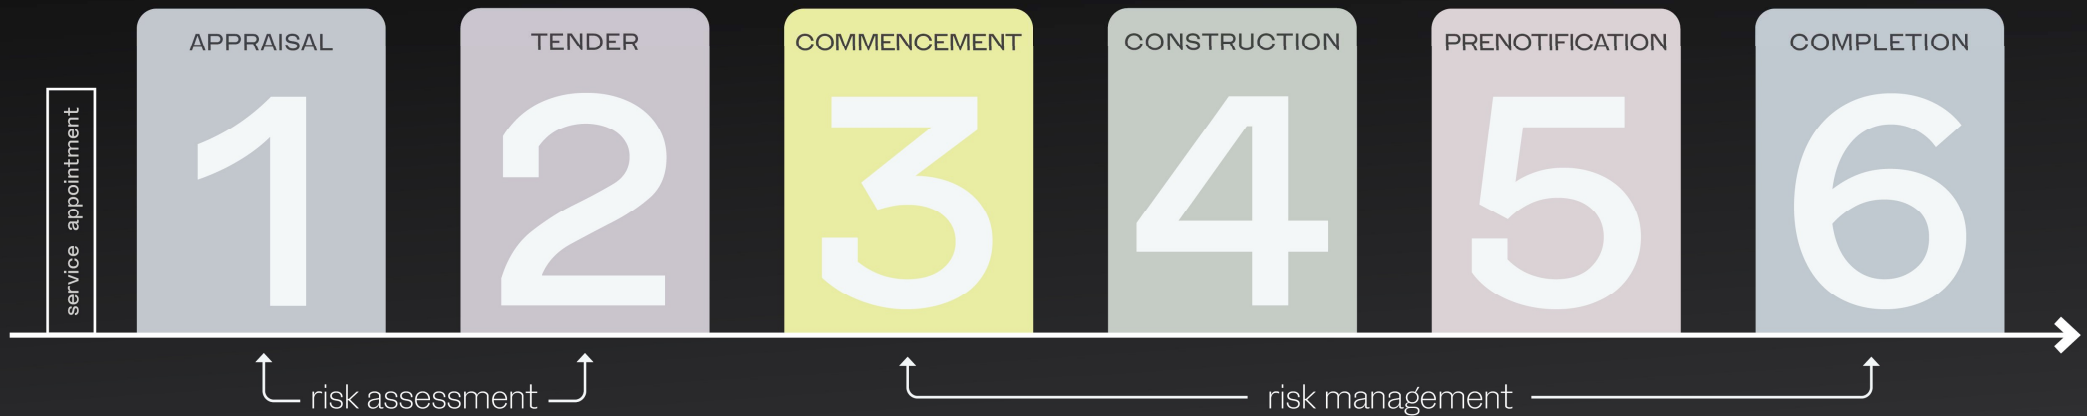 service appointment
APPRAISAL
1
TENDER
2
COMMENCEMENT
3
CONSTRUCTION
4
PRENOTIFICATION
5
COMPLETION
6
risk assessment
risk management